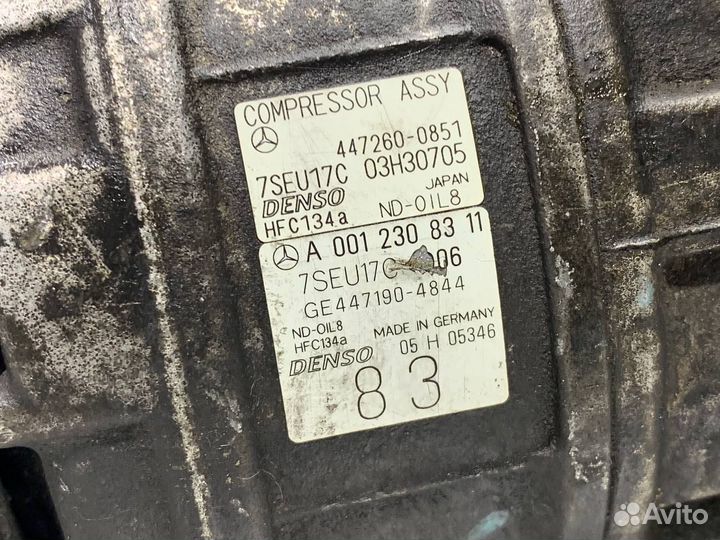 COMPRESSOR ASSY
447260-0851
7SEU17C 03H30705
DENSO JAPAN
HFC134a ND-OIL8
A 001 230 83 11
7SEU17C 006
GE447190-4844
ND-OIL8
HFC134a MADE IN GERMANY
DENSO 05 H 05346
83
Avito